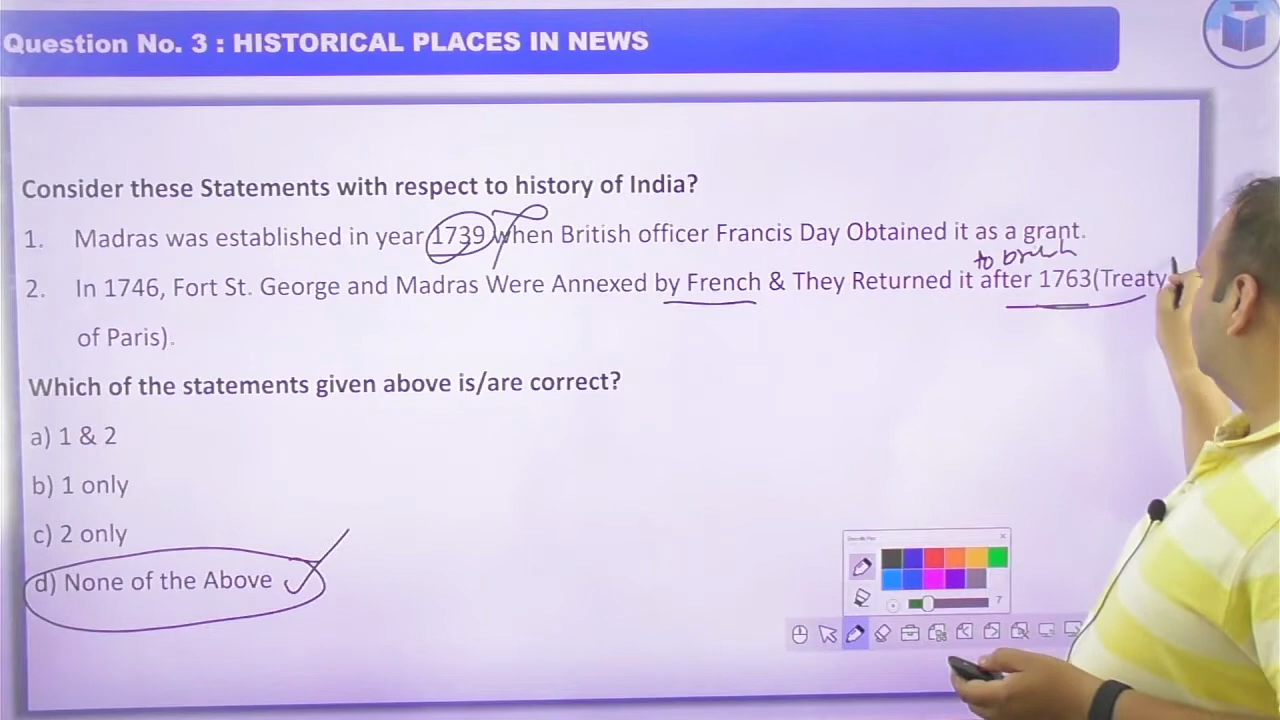 Question No. 3 : HISTORICAL PLACES IN NEWS
Consider these Statements with respect to history of India?
1. Madras was established in year 1739 when British officer Francis Day Obtained it as a grant.
to
2. In 1746, Fort St. George and Madras Were Annexed by French & They Returned it after 1763(Treaty
of Paris).
Which of the statements given above is/are correct?
a) 1 & 2
b) 1 only
c) 2 only
d) None of the Above
7